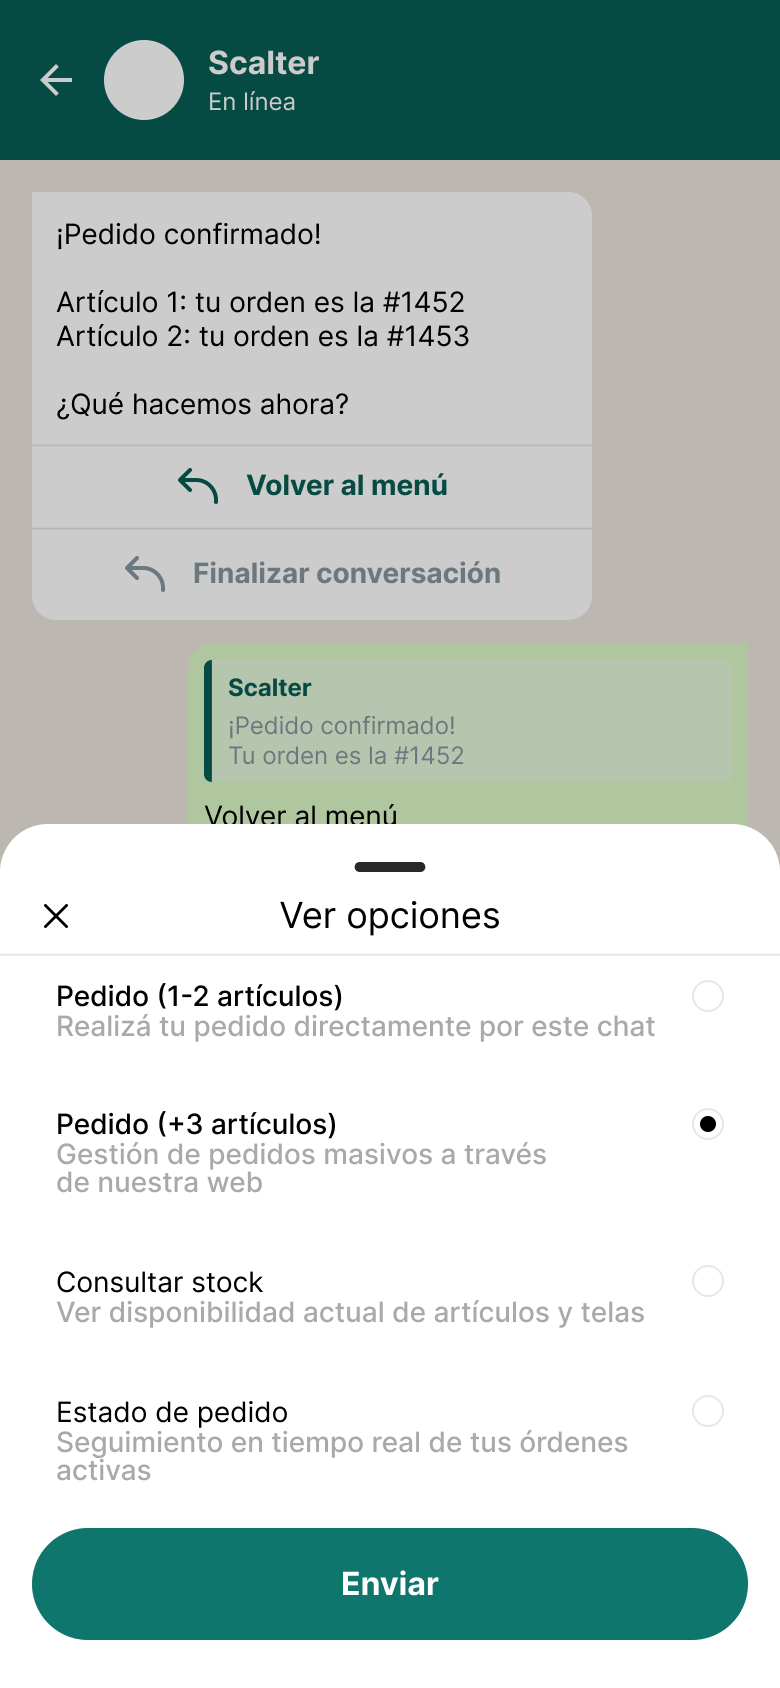 Scalter
En línea
¡Pedido confirmado!
Artículo 1: tu orden es la #1452
Artículo 2: tu orden es la #1453
¿Qué hacemos ahora?
Volver al menú
Finalizar conversación
Scalter
¡Pedido confirmado!
Tu orden es la #1452
Volver al menú
Ver opciones
Pedido (1-2 artículos)
Realizá tu pedido directamente por este chat
Pedido (+3 artículos)
Gestión de pedidos masivos a través
de nuestra web
Consultar stock
Ver disponibilidad actual de artículos y telas
Estado de pedido
Seguimiento en tiempo real de tus órdenes
activas
Enviar